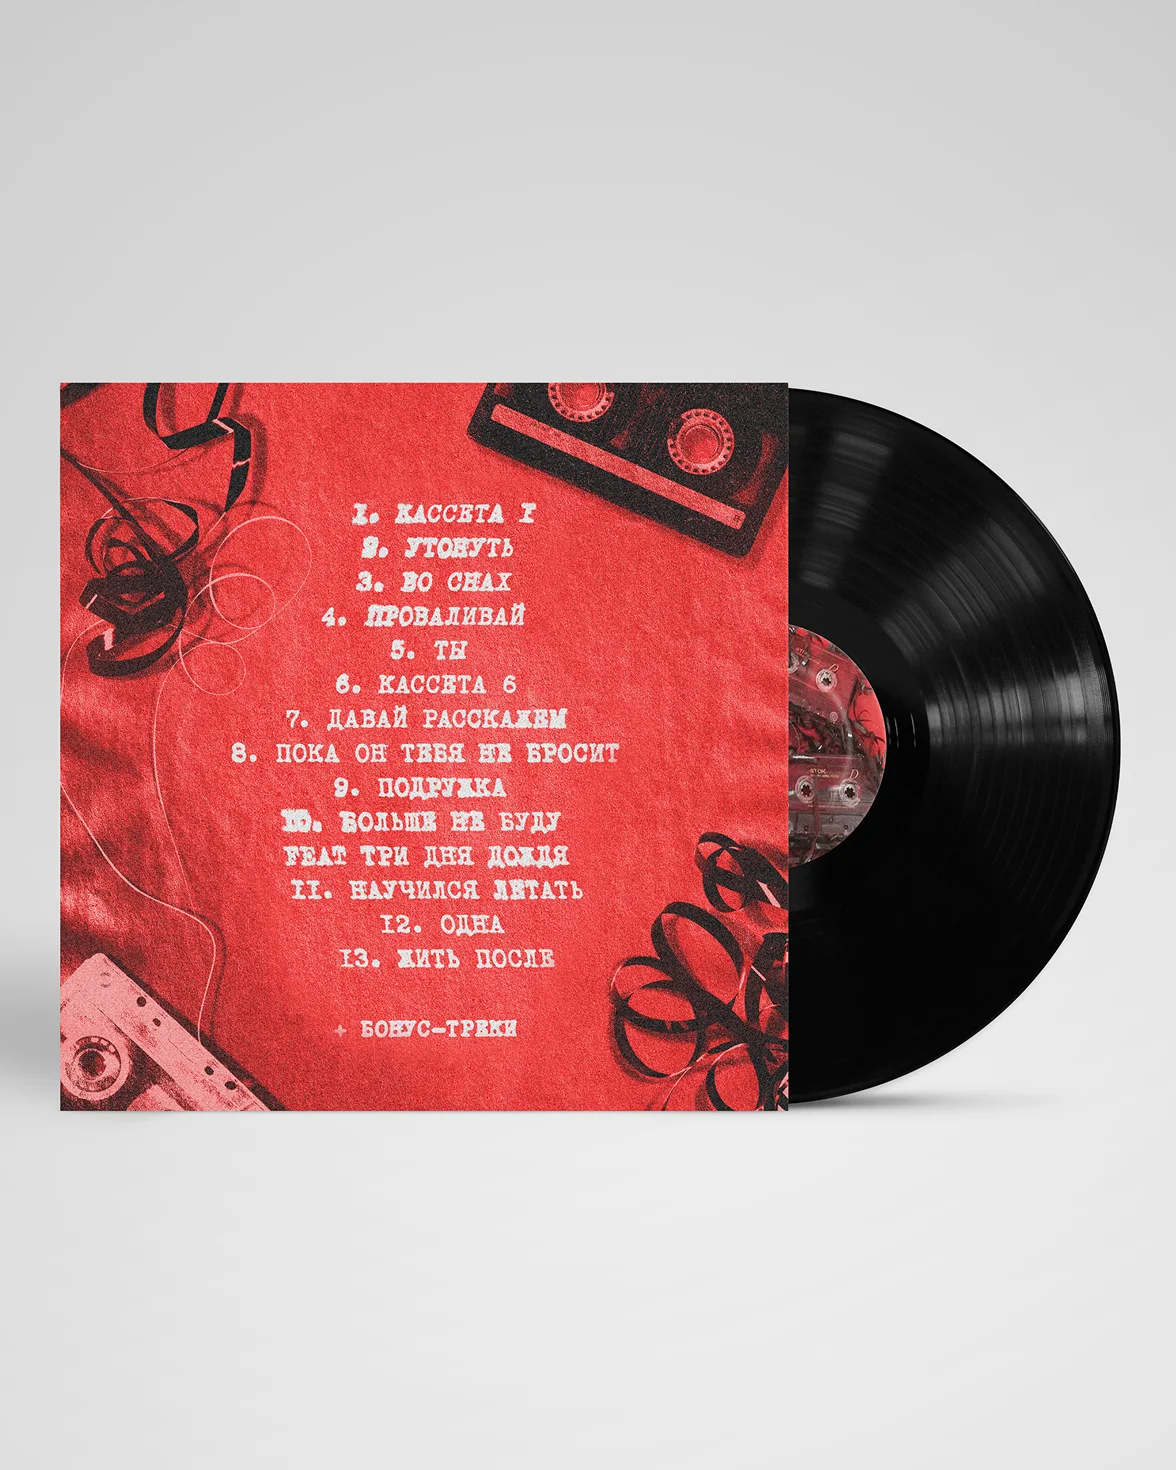 1. КАССЕТА 1
2. УТОНУТЬ
3. ВО СНАХ
4. ПРОВАЛИВАЙ
5. ТЫ
6. КАССЕТА 6
7. ДАВАЙ РАССКАЖЕМ
8. ПОКА ОН ТЕБЯ НЕ БРОСИТ
9. ПОДРУЖКА
10. БОЛЬШЕ НЕ БУДУ
FEAT ТРИ ДНЯ ДОЖДЯ
11. НАУЧИЛСЯ ЛЕТАТЬ
12. ОДНА
13. ЖИТЬ ПОСЛЕ
+ БОНУС-ТРЕКИ
D
D